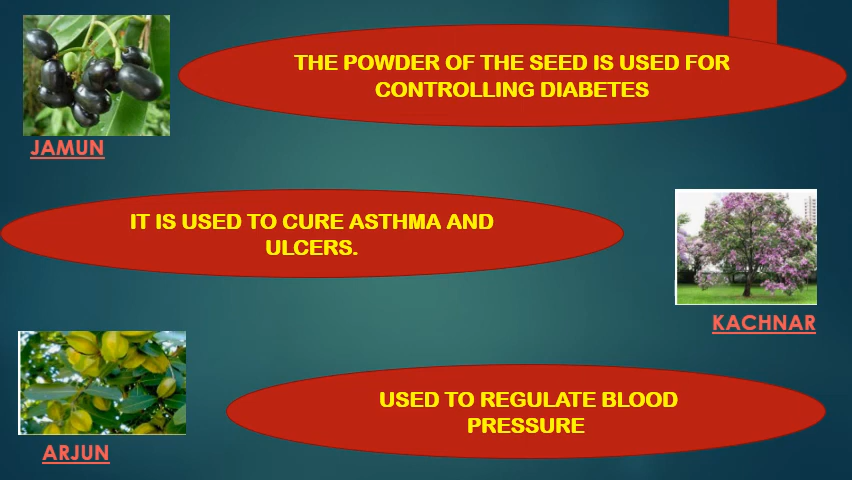 THE POWDER OF THE SEED IS USED FOR
CONTROLLING DIABETES
JAMUN
IT IS USED TO CURE ASTHMA AND
ULCERS.
KACHNAR
USED TO REGULATE BLOOD
PRESSURE
ARJUN